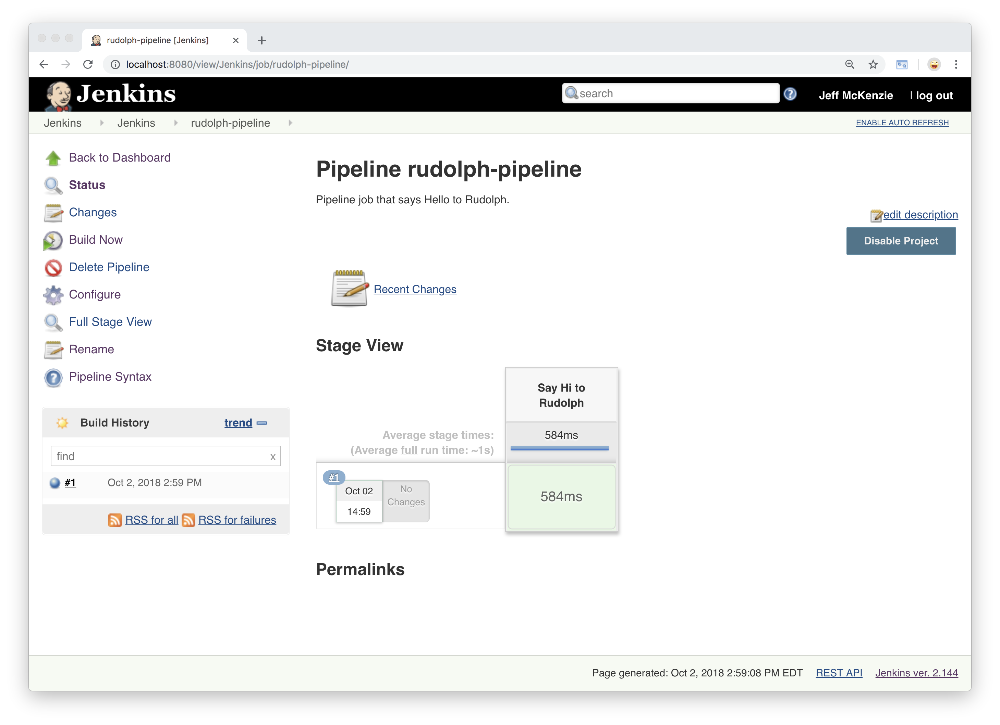 rudolph-pipeline [Jenkins]
localhost:8080/view/Jenkins/job/rudolph-pipeline/
Jenkins
search
Jeff McKenzie
| log out
Jenkins
Jenkins
rudolph-pipeline
ENABLE AUTO REFRESH
Back to Dashboard
Status
Changes
Build Now
Delete Pipeline
Configure
Full Stage View
Rename
Pipeline Syntax
Build History
trend
find
x
#1
Oct 2, 2018 2:59 PM
RSS for all
RSS for failures
Pipeline rudolph-pipeline
Pipeline job that says Hello to Rudolph.
edit description
Disable Project
Recent Changes
Stage View
Say Hi to
Rudolph
Average stage times:
584ms
(Average full run time: ~1s)
#1
Oct 02
14:59
No
Changes
584ms
Permalinks
Page generated: Oct 2, 2018 2:59:08 PM EDT
REST API
Jenkins ver. 2.144